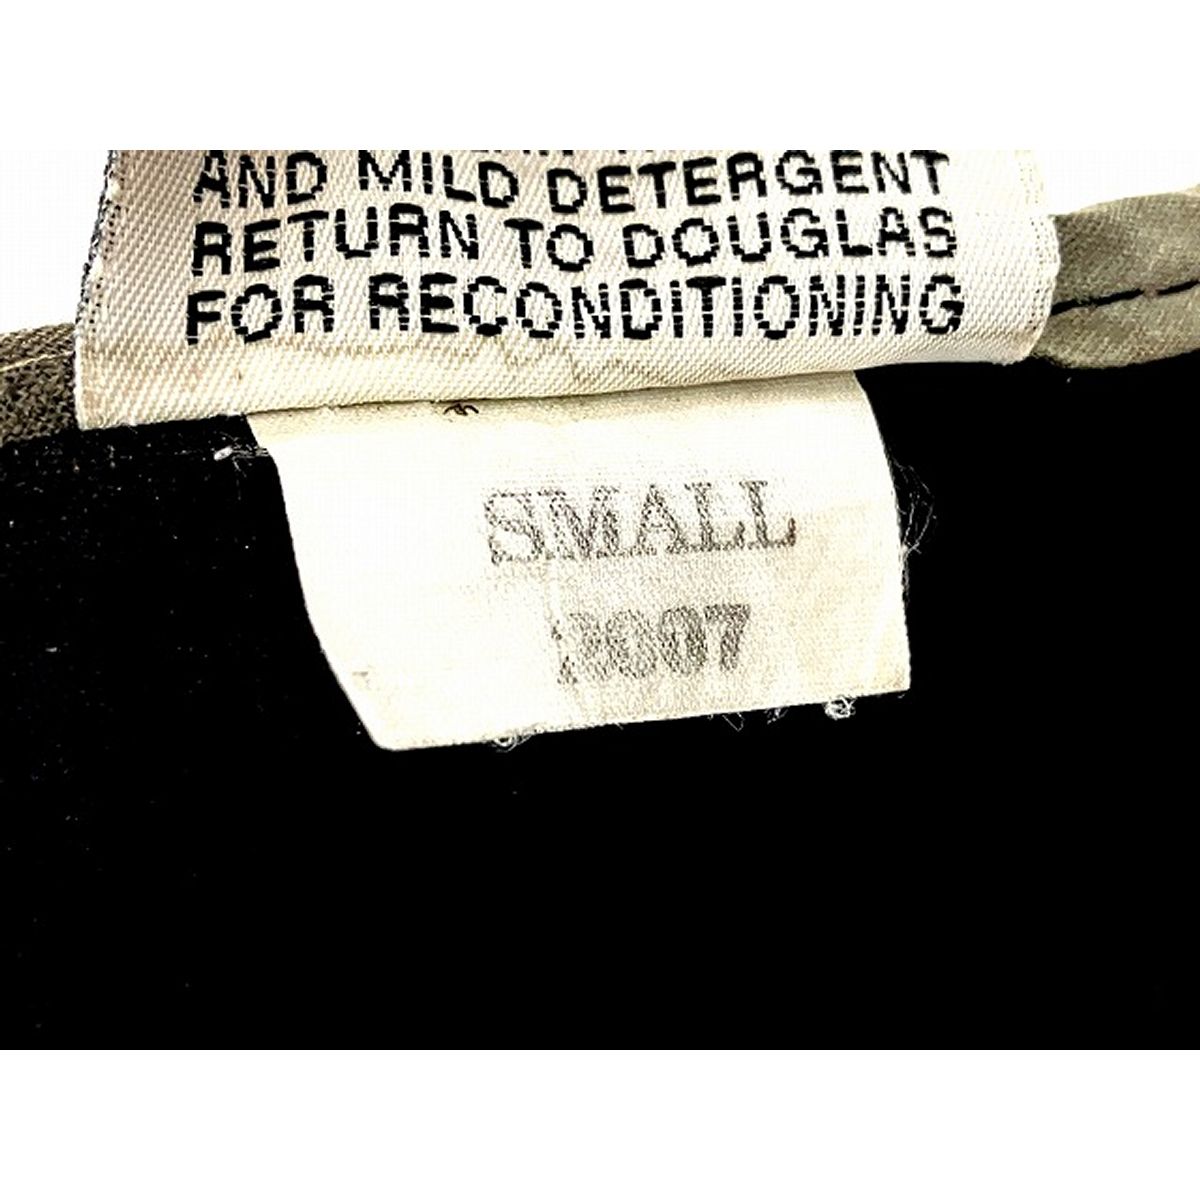 AND MILD DETERGENT
RETURN TO DOUGLAS
FOR RECONDITIONING
SMALL